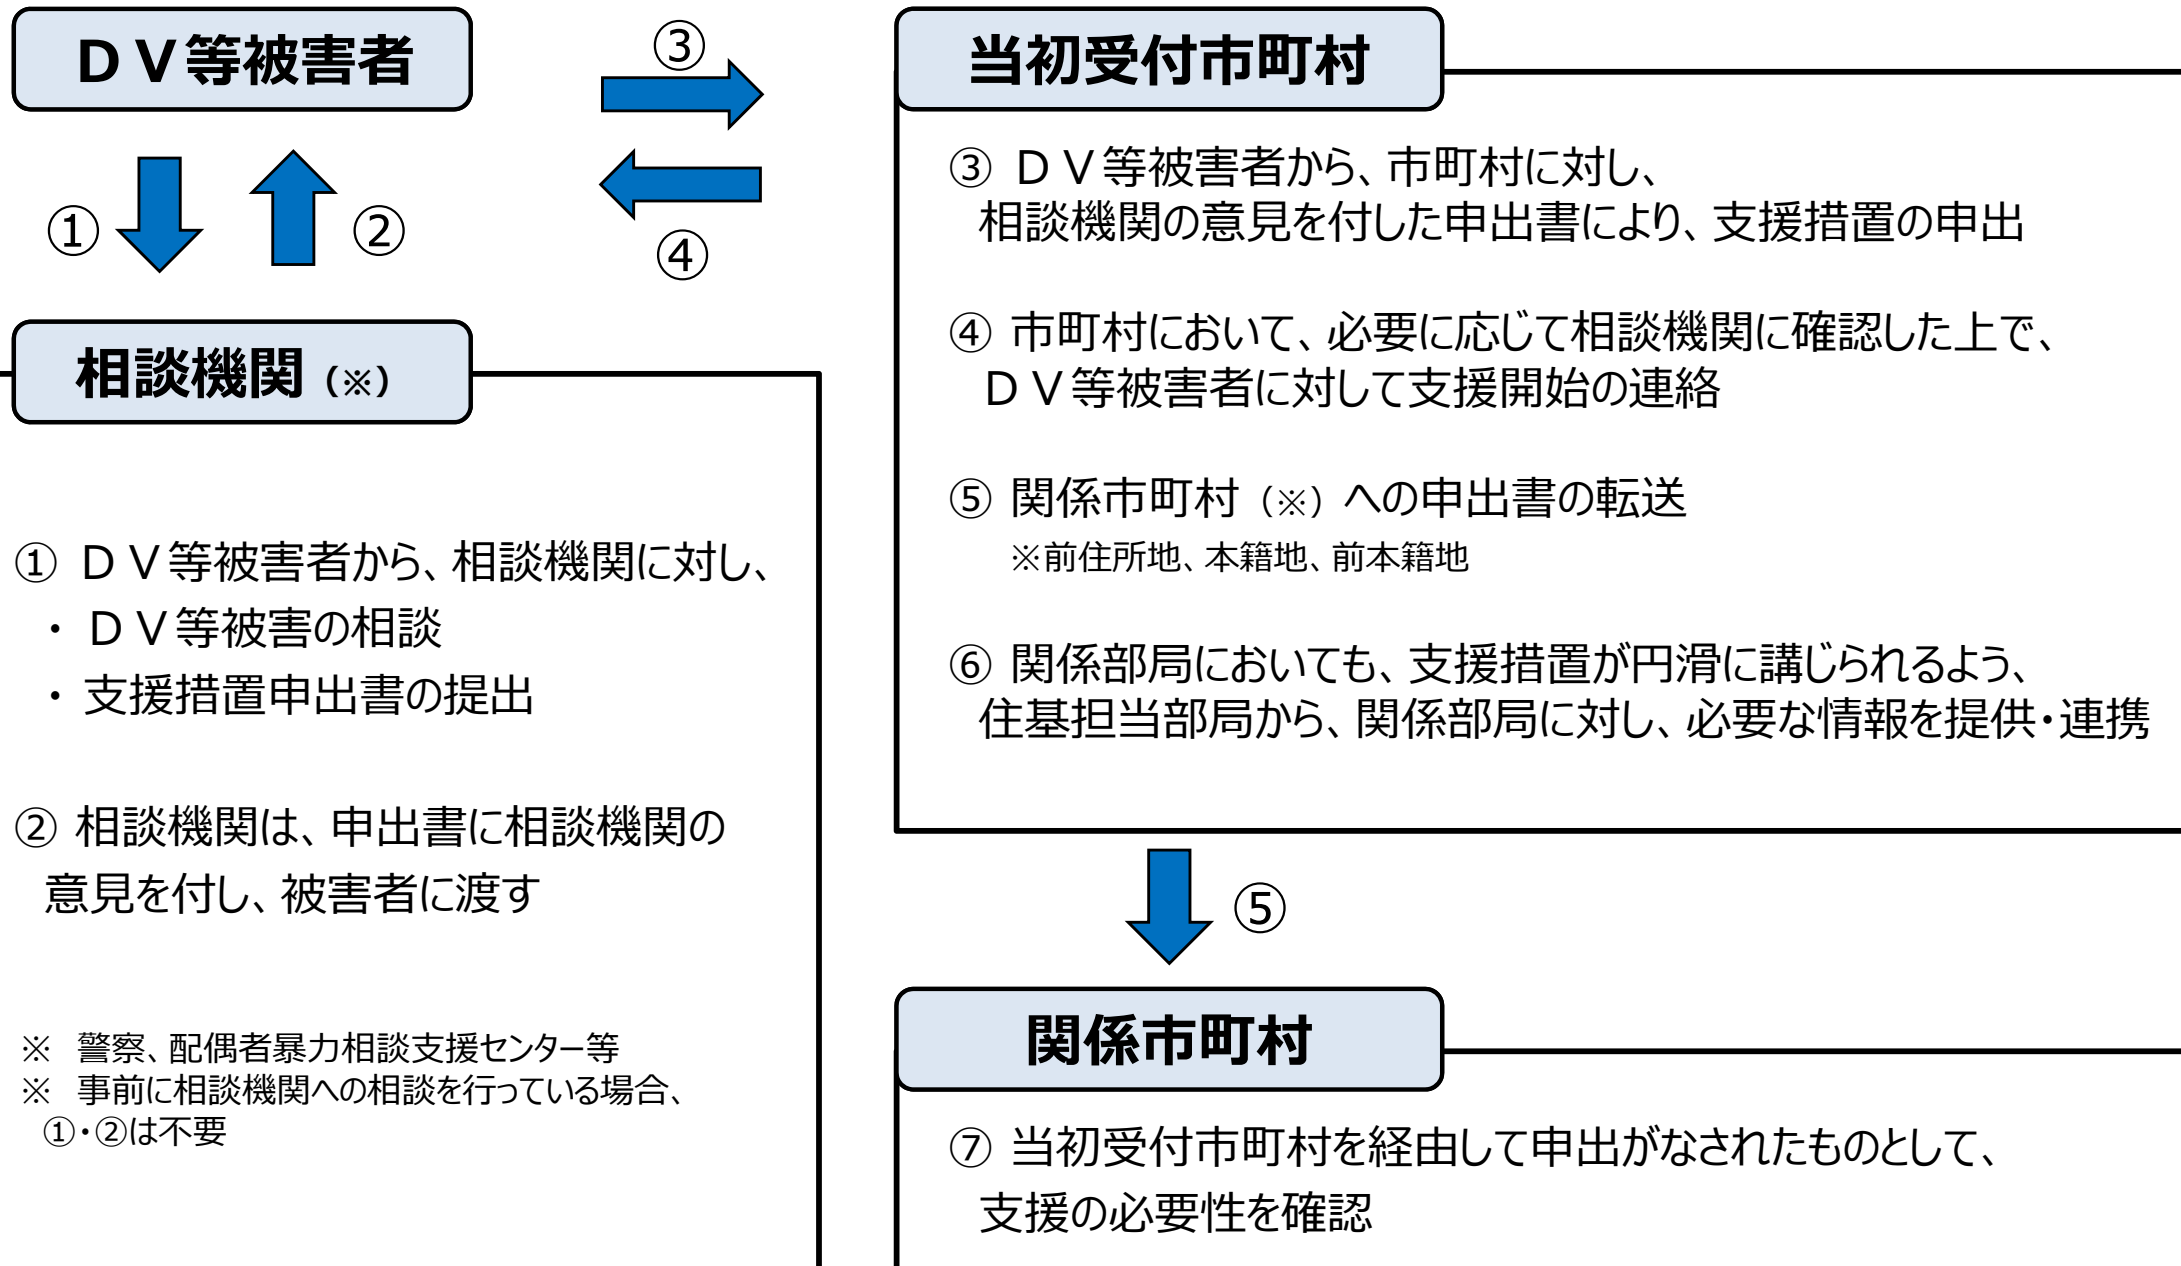 ＤＶ等被害者
①
②
③
④
相談機関（※）
① ＤＶ等被害者から、相談機関に対し、
・ＤＶ等被害の相談
・支援措置申出書の提出
② 相談機関は、申出書に相談機関の
意見を付し、被害者に渡す
※　警察、配偶者暴力相談支援センター等
※　事前に相談機関への相談を行っている場合、
①・②は不要
当初受付市町村
③ ＤＶ等被害者から、市町村に対し、
相談機関の意見を付した申出書により、支援措置の申出
④ 市町村において、必要に応じて相談機関に確認した上で、
ＤＶ等被害者に対して支援開始の連絡
⑤ 関係市町村（※）への申出書の転送
※前住所地、本籍地、前本籍地
⑥ 関係部局においても、支援措置が円滑に講じられるよう、
住基担当部局から、関係部局に対し、必要な情報を提供・連携
⑤
関係市町村
⑦ 当初受付市町村を経由して申出がなされたものとして、
支援の必要性を確認